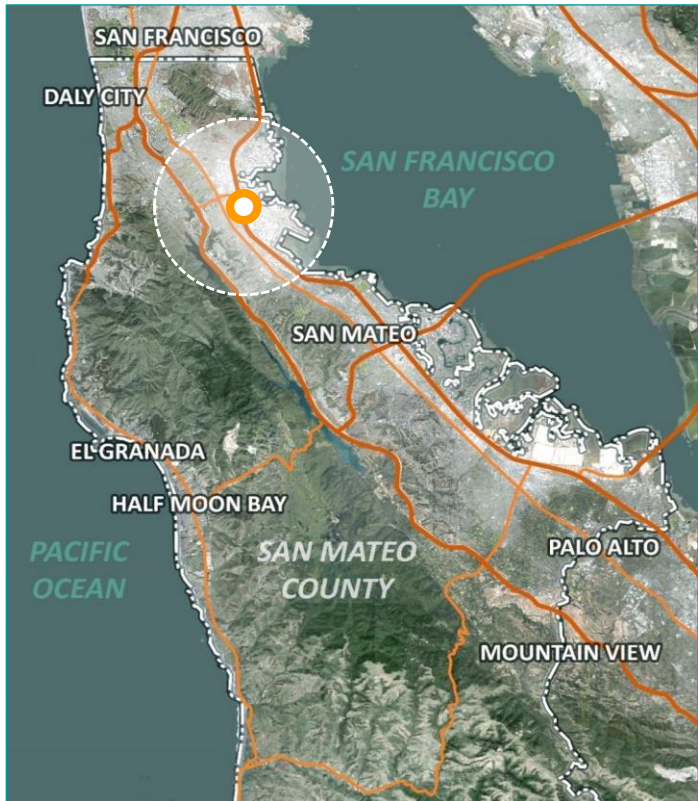 SAN FRANCISCO
DALY CITY
SAN FRANCISCO
BAY
SAN MATEO
EL GRANADA
HALF MOON BAY
PACIFIC
OCEAN
SAN MATEO
COUNTY
PALO ALTO
MOUNTAIN VIEW